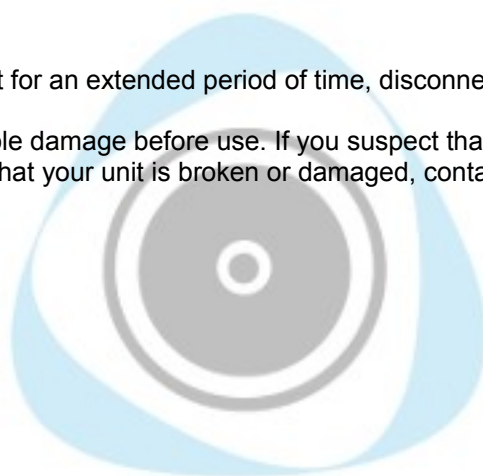 t for an extended period of time, disconne
ble damage before use. If you suspect tha
hat your unit is broken or damaged, conta